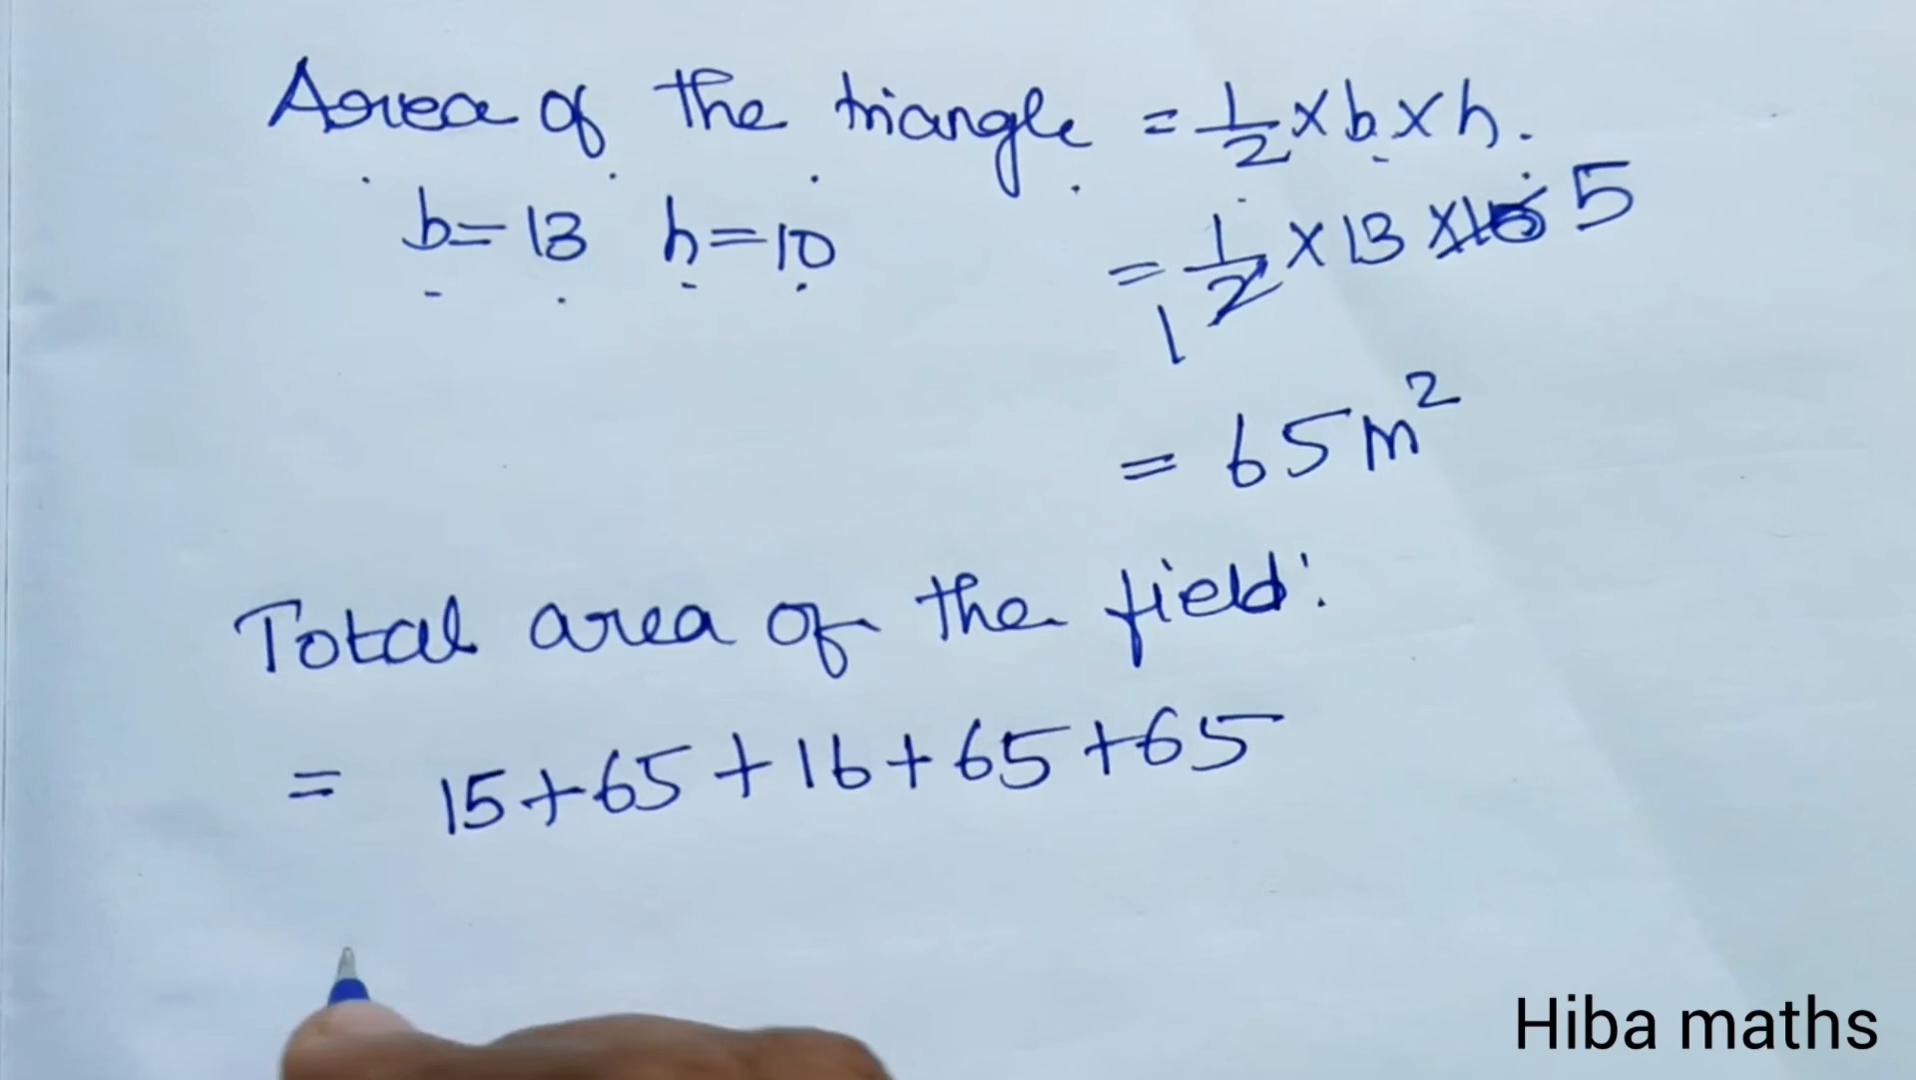 Area of the triangle = 1/2 × b × h.
b = 13 h = 10
= 1/2 × 13 × 10 5
1
= 65 m²
Total area of the field:
= 15 + 65 + 16 + 65 + 65
Hiba maths